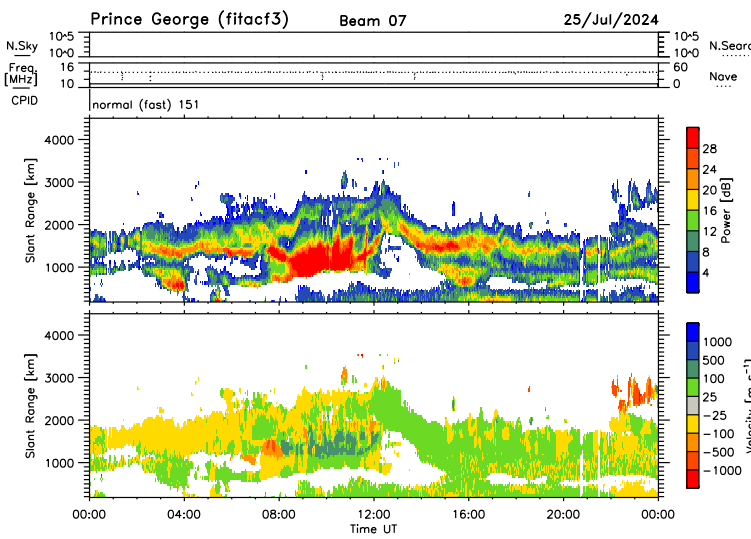 Prince George (fitacf3) Beam 07 25/Jul/2024
N.Sky 10^5 10^0 10^5 10^0 N.Sear
Freq [MHz] 16 10 60 0 Nave
CPID normal (fast) 151
Slant Range [km] 4000 3000 2000 1000
Power [dB] 28 24 20 16 12 8 4
Slant Range [km] 4000 3000 2000 1000
Velocity [m s⁻¹] 1000 500 100 25 −25 −100 −500 −1000
00:00 04:00 08:00 12:00 16:00 20:00 00:00
Time UT